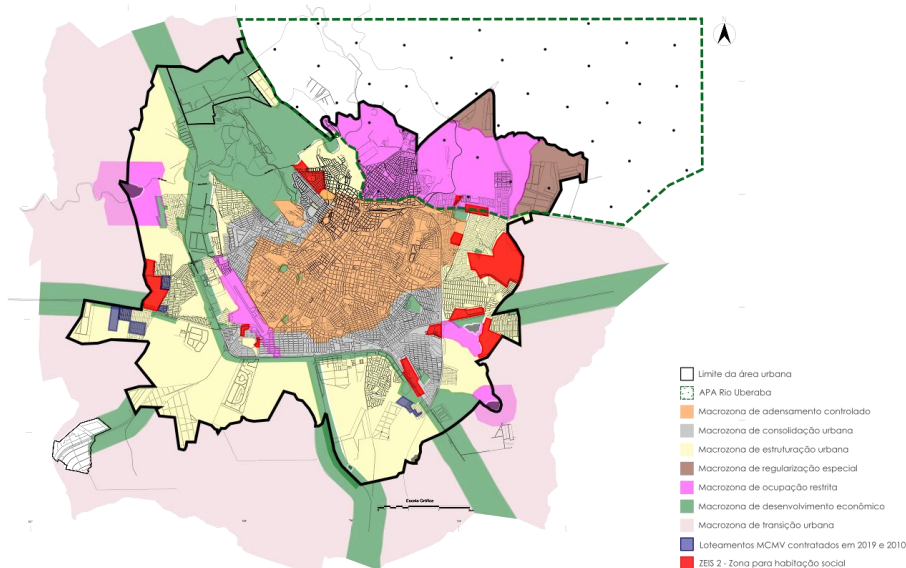 Limite da área urbana
APA Rio Uberaba
Macrozona de adensamento controlado
Macrozona de consolidação urbana
Macrozona de estruturação urbana
Macrozona de regularização especial
Macrozona de ocupação restrita
Macrozona de desenvolvimento econômico
Macrozona de transição urbana
Loteamentos MCMV contratados em 2019 e 2010
ZEIS 2 - Zona para habitação social
Escala Gráfica